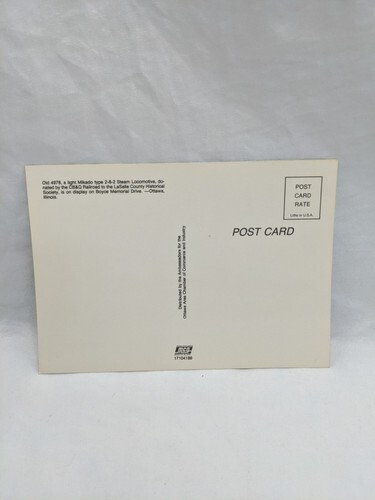 Old 4978, a light Mikado type 2-8-2 Steam Locomotive, do-
nated by the CB&Q Railroad to the LaSalle County Historical
Society, is on display on Boyce Memorial Drive. —Ottawa,
Illinois.
POST
CARD
RATE
Litho in U.S.A.
POST CARD
Distributed by the Ambassadors for the
Ottawa Area Chamber of Commerce and Industry
17154196